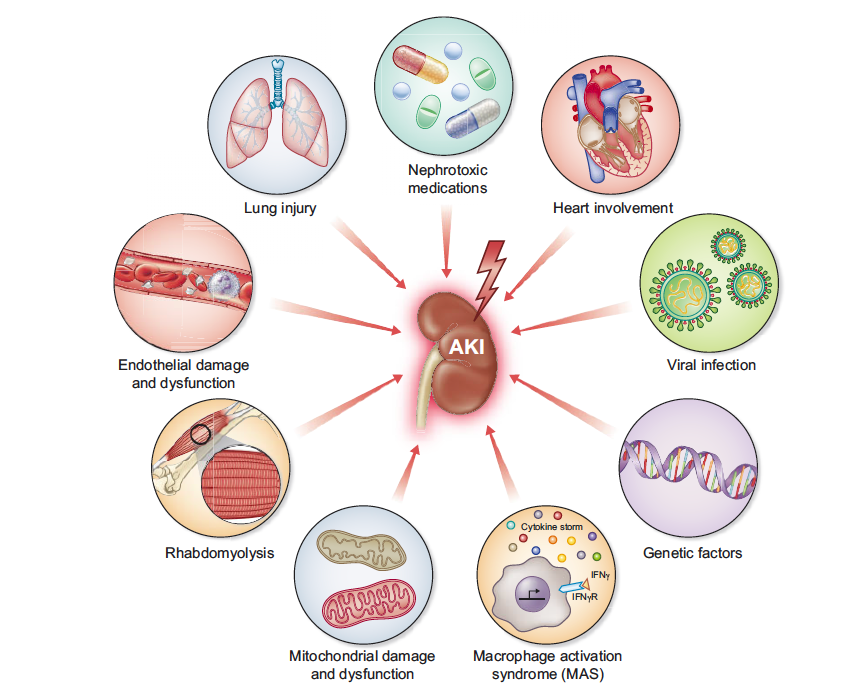 Nephrotoxic
medications
Lung injury
Heart involvement
Endothelial damage
and dysfunction
AKI
Viral infection
Rhabdomyolysis
Genetic factors
Cytokine storm
IFNγ
IFNγR
Mitochondrial damage
and dysfunction
Macrophage activation
syndrome (MAS)